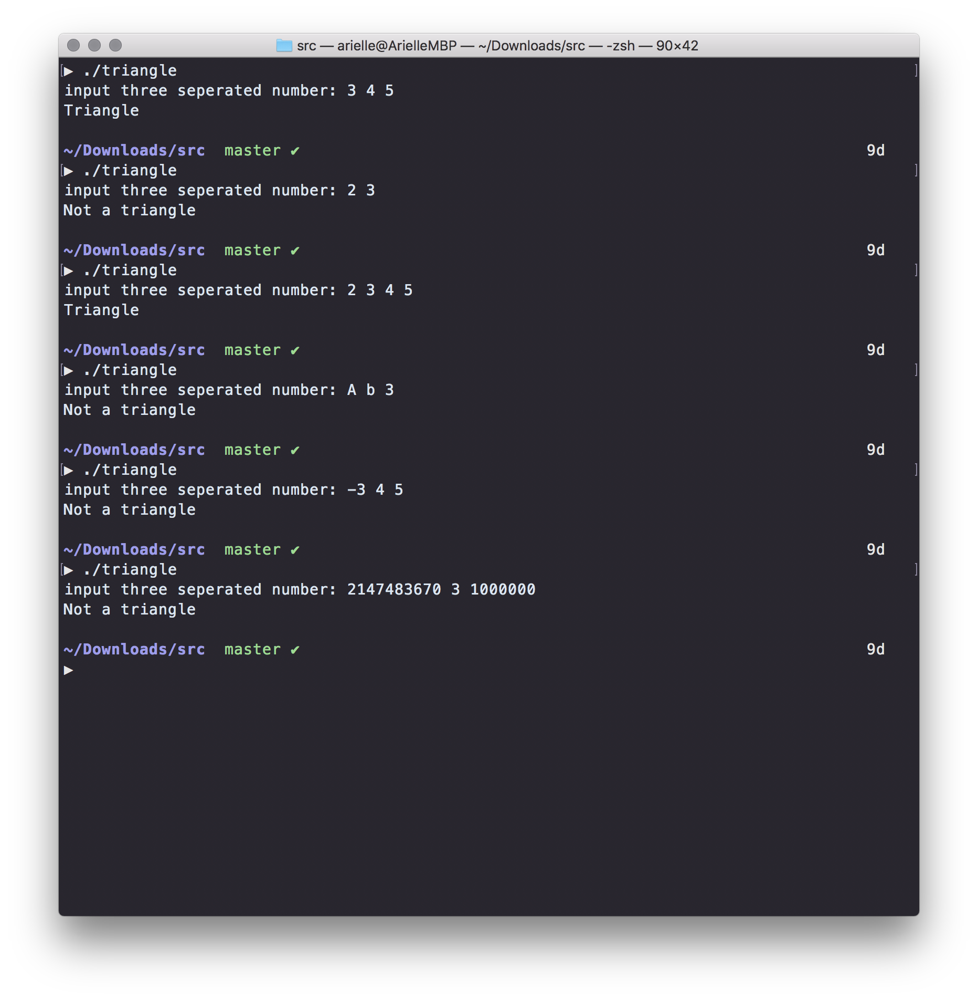 src — arielle@ArielleMBP — ~/Downloads/src — -zsh — 90×42
[▶ ./triangle ]
input three seperated number: 3 4 5
Triangle
~/Downloads/src  master ✔ 9d
[▶ ./triangle ]
input three seperated number: 2 3
Not a triangle
~/Downloads/src  master ✔ 9d
[▶ ./triangle ]
input three seperated number: 2 3 4 5
Triangle
~/Downloads/src  master ✔ 9d
[▶ ./triangle ]
input three seperated number: A b 3
Not a triangle
~/Downloads/src  master ✔ 9d
[▶ ./triangle ]
input three seperated number: -3 4 5
Not a triangle
~/Downloads/src  master ✔ 9d
[▶ ./triangle ]
input three seperated number: 2147483670 3 1000000
Not a triangle
~/Downloads/src  master ✔ 9d
▶